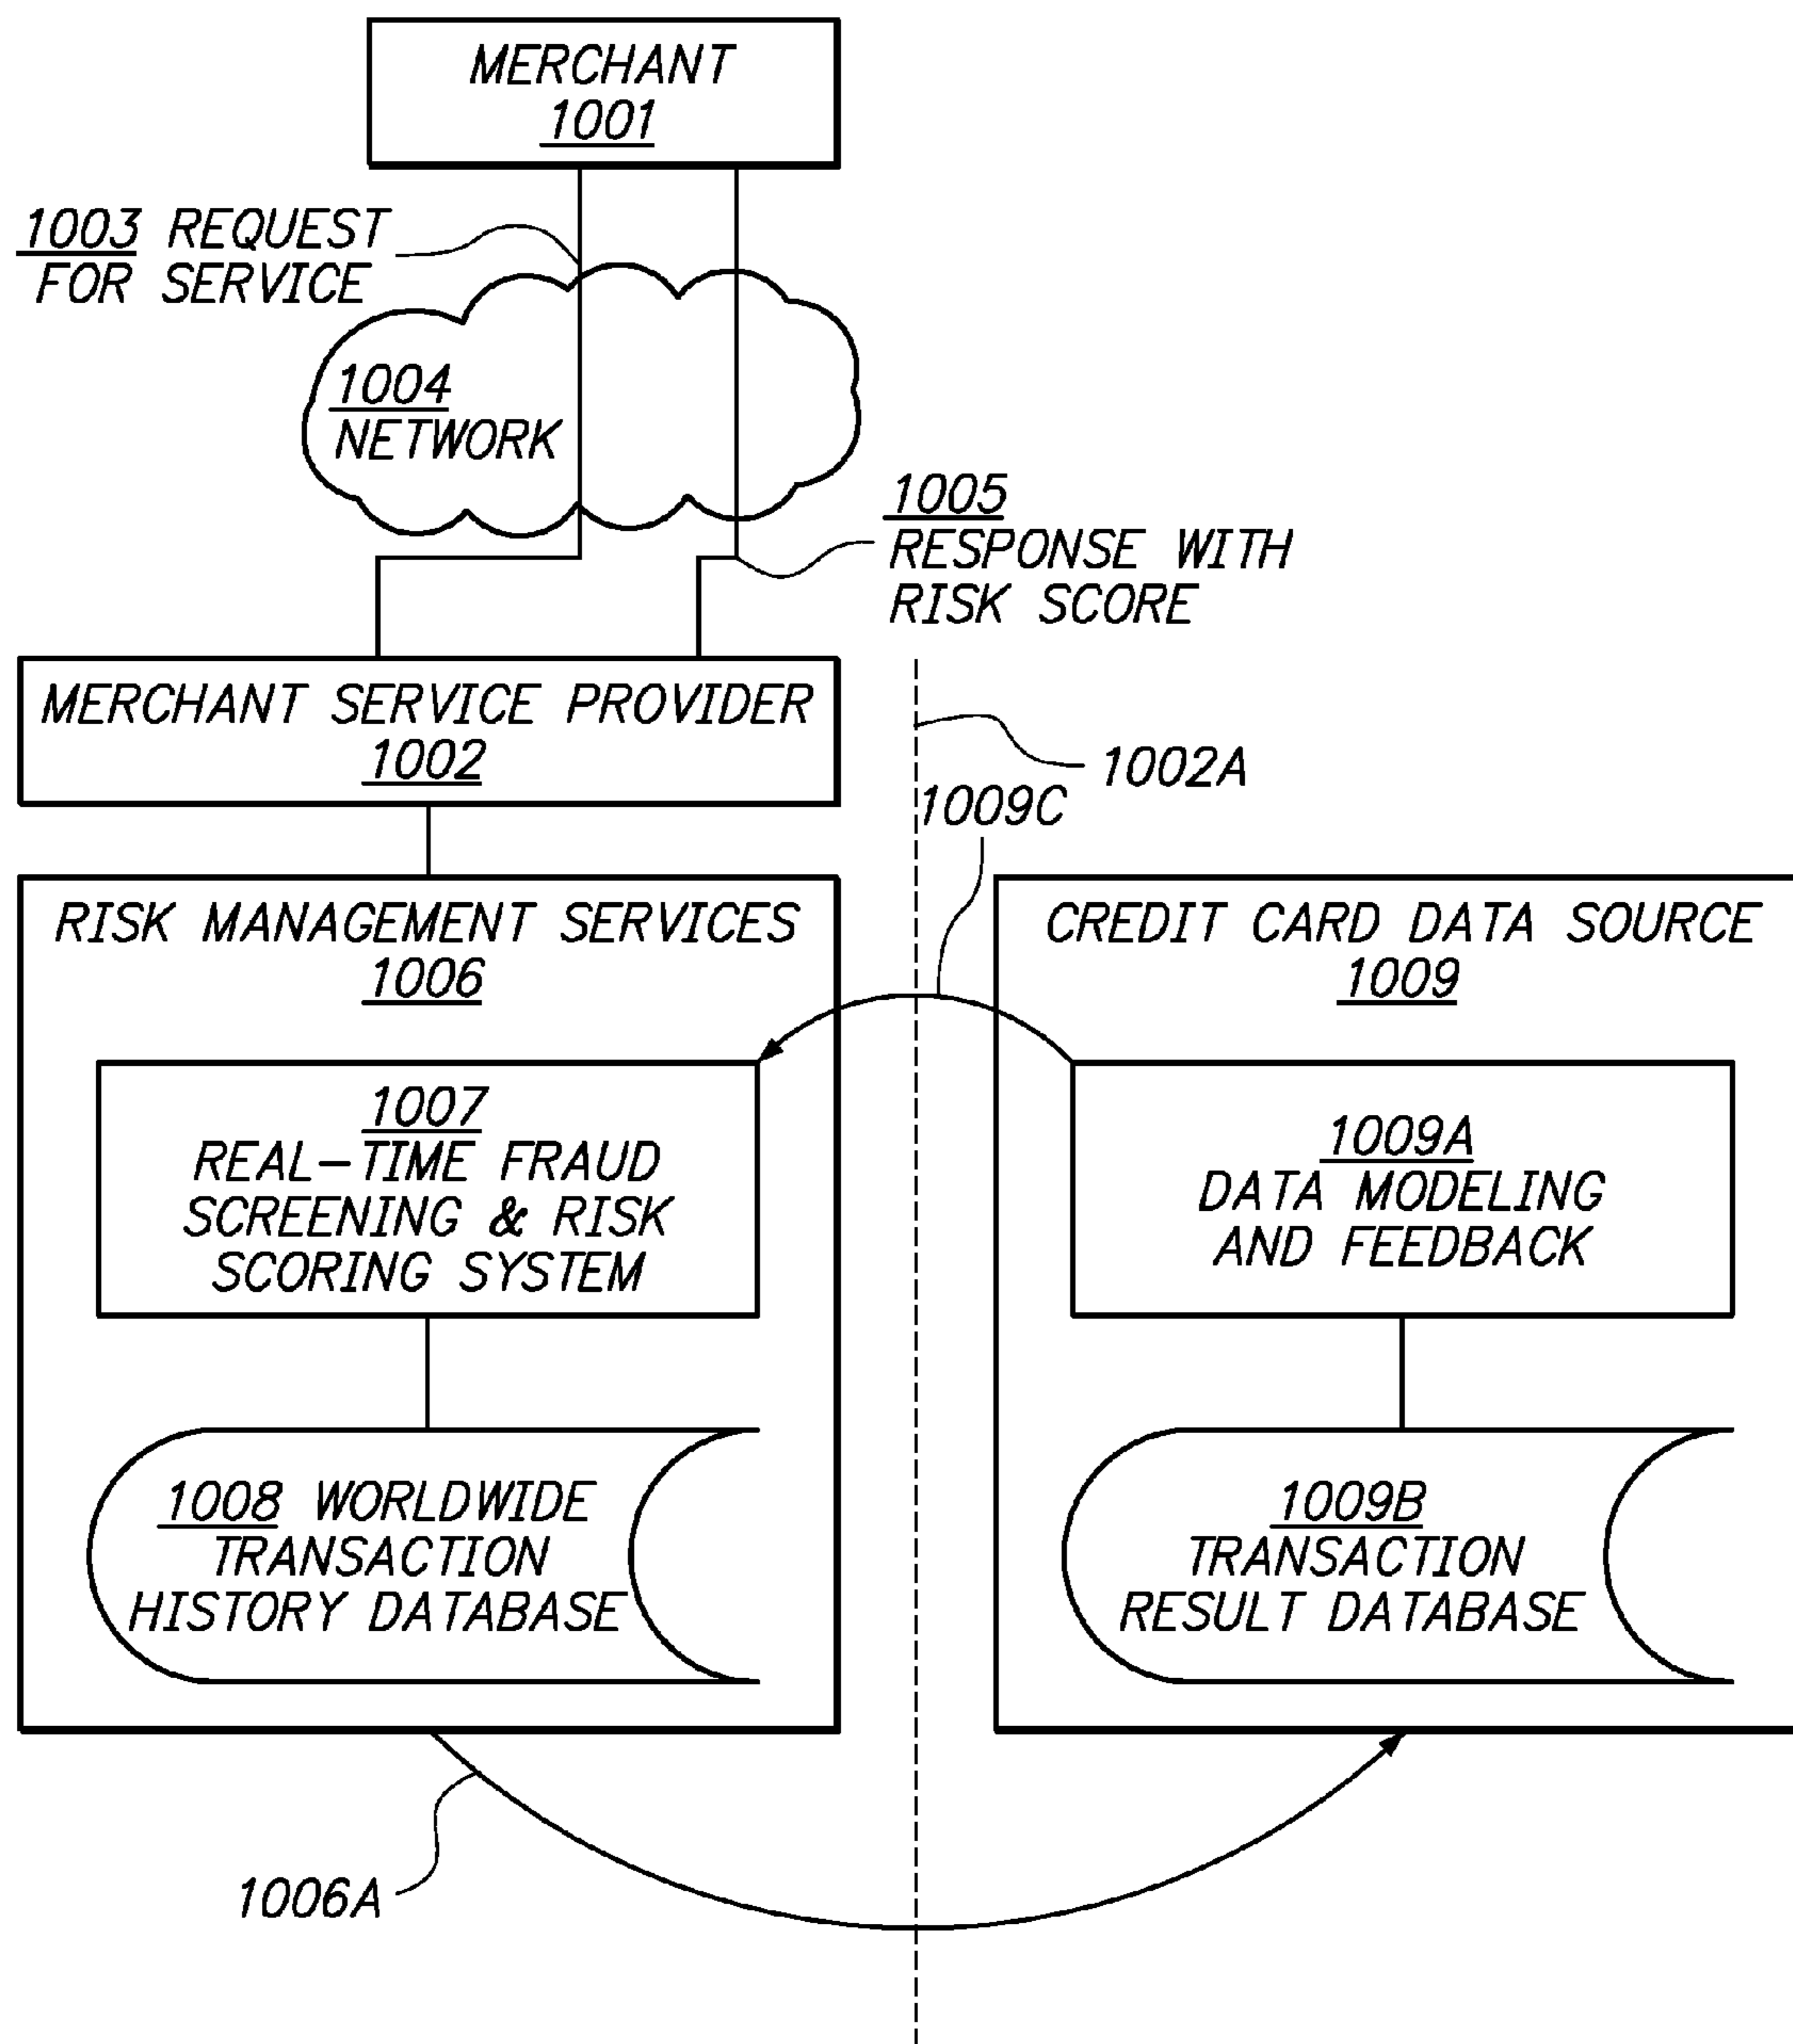 MERCHANT
1001
1003 REQUEST
FOR SERVICE
1004
NETWORK
1005
RESPONSE WITH
RISK SCORE
MERCHANT SERVICE PROVIDER
1002
1002A
1009C
RISK MANAGEMENT SERVICES
1006
CREDIT CARD DATA SOURCE
1009
1007
REAL-TIME FRAUD
SCREENING & RISK
SCORING SYSTEM
1009A
DATA MODELING
AND FEEDBACK
1008 WORLDWIDE
TRANSACTION
HISTORY DATABASE
1009B
TRANSACTION
RESULT DATABASE
1006A